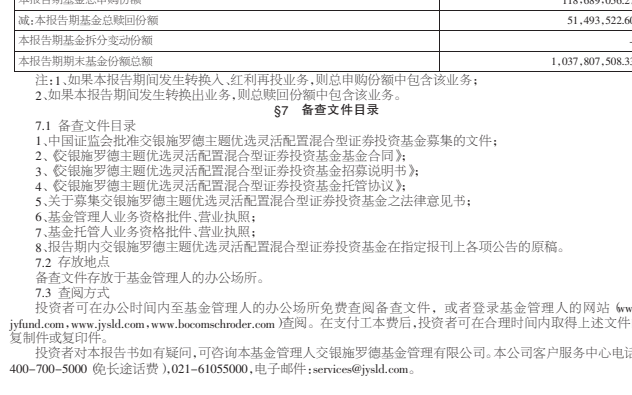 本报告期基金总申购份额 118,689,656.2
减:本报告期基金总赎回份额 51,493,522.60
本报告期基金拆分变动份额 -
本报告期期末基金份额总额 1,037,807,508.33
注:1、如果本报告期间发生转换入、红利再投业务,则总申购份额中包含该业务;
2、如果本报告期间发生转换出业务,则总赎回份额中包含该业务。
§7 备查文件目录
7.1 备查文件目录
1、中国证监会批准交银施罗德主题优选灵活配置混合型证券投资基金募集的文件;
2、《交银施罗德主题优选灵活配置混合型证券投资基金基金合同》;
3、《交银施罗德主题优选灵活配置混合型证券投资基金招募说明书》;
4、《交银施罗德主题优选灵活配置混合型证券投资基金托管协议》;
5、关于募集交银施罗德主题优选灵活配置混合型证券投资基金之法律意见书;
6、基金管理人业务资格批件、营业执照;
7、基金托管人业务资格批件、营业执照;
8、报告期内交银施罗德主题优选灵活配置混合型证券投资基金在指定报刊上各项公告的原稿。
7.2 存放地点
备查文件存放于基金管理人的办公场所。
7.3 查阅方式
投资者可在办公时间内至基金管理人的办公场所免费查阅备查文件,或者登录基金管理人的网站(ww
jyfund.com,www.jysld.com,www.bocomschroder.com)查阅。在支付工本费后,投资者可在合理时间内取得上述文件
复制件或复印件。
投资者对本报告书如有疑问,可咨询本基金管理人交银施罗德基金管理有限公司。本公司客户服务中心电话
400-700-5000(免长途话费),021-61055000,电子邮件:services@jysld.com。